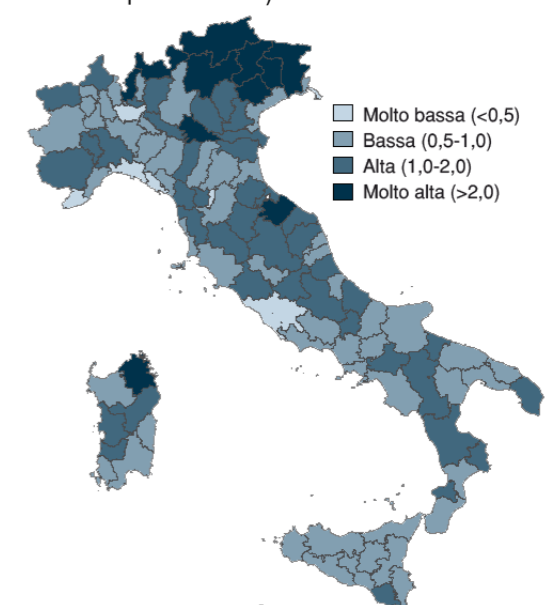 Molto bassa (<0,5)
Bassa (0,5-1,0)
Alta (1,0-2,0)
Molto alta (>2,0)